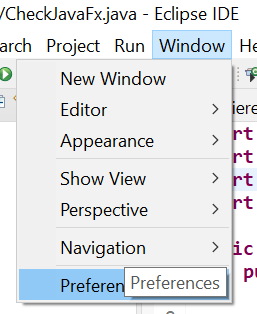 /CheckJavaFx.java - Eclipse IDE
arch Project Run Window He
New Window
Editor
Appearance
Show View
Perspective
Navigation
Preferen Preferences